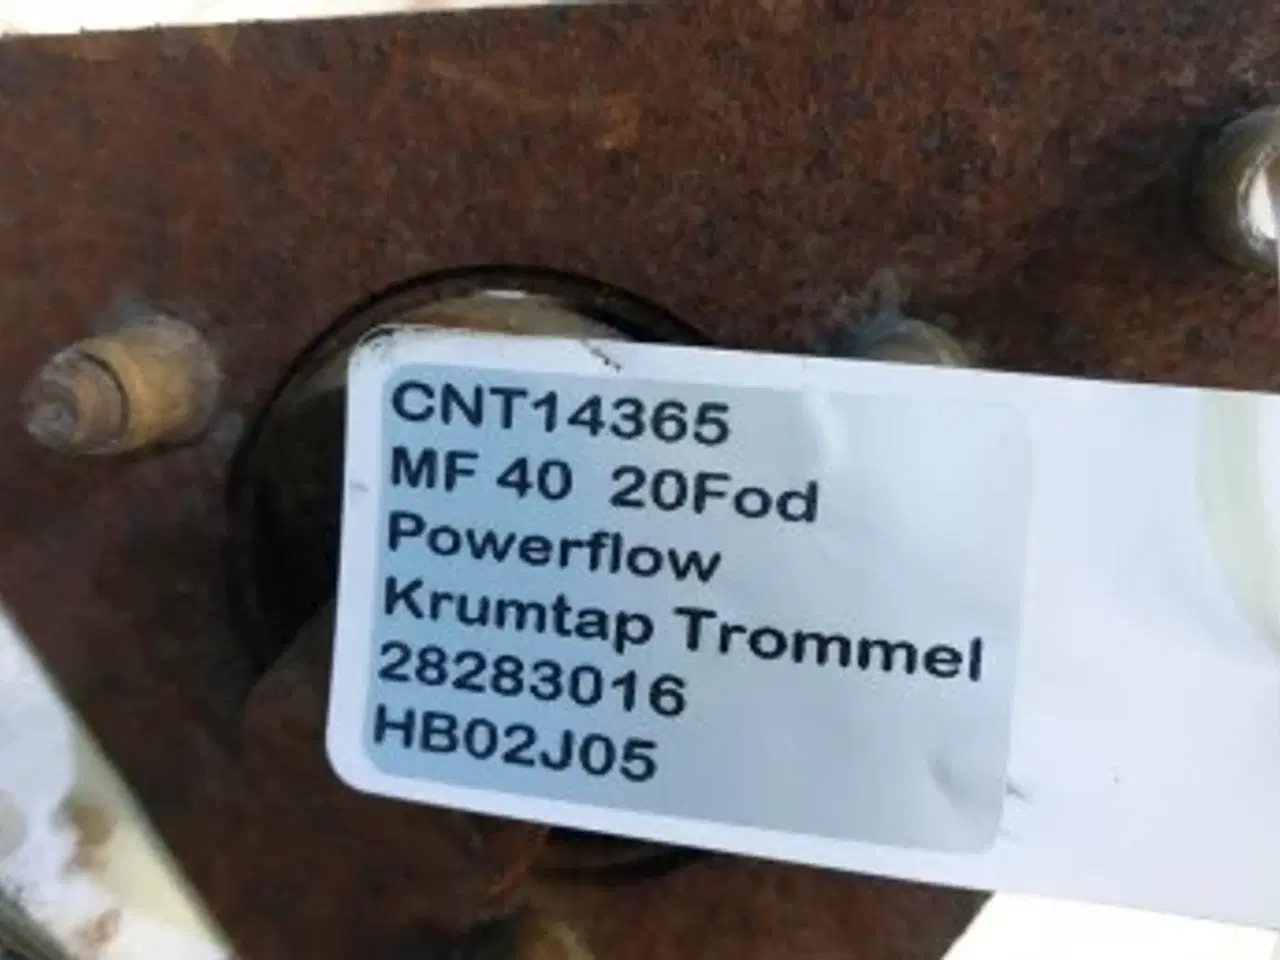 CNT14365
MF 40 20Fod
Powerflow
Krumtap Trommel
28283016
HB02J05